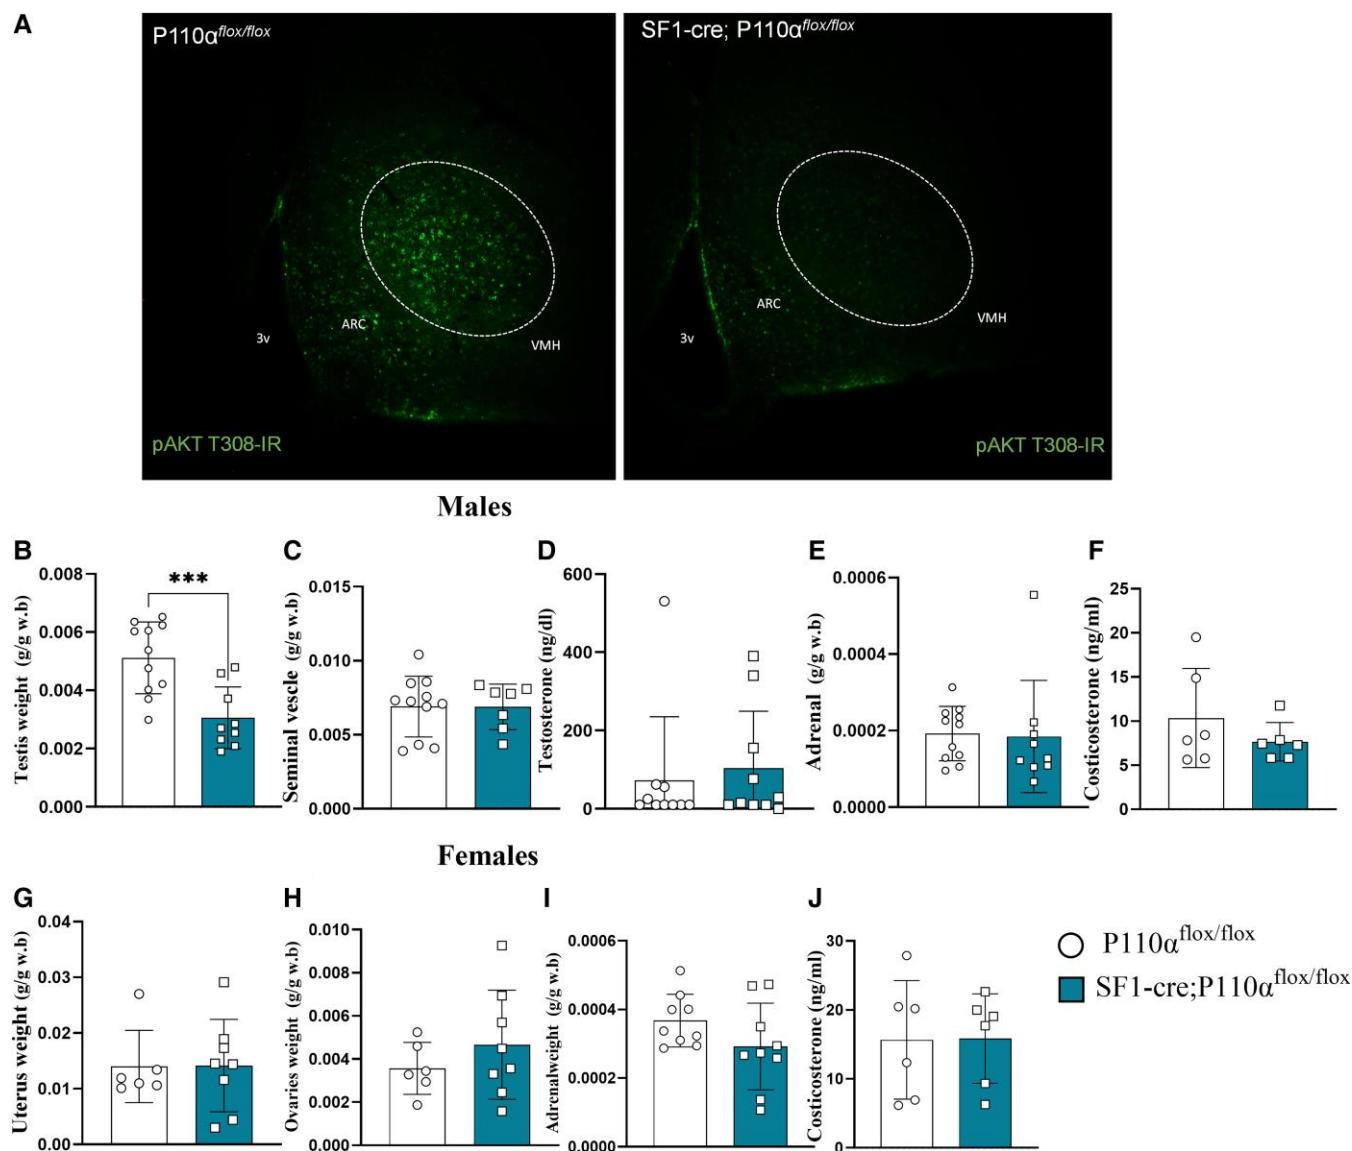 A
P110α^flox/flox
SF1-cre; P110α^flox/flox
ARC
3v
VMH
ARC
3v
VMH
pAKT T308-IR
pAKT T308-IR
Males
B
Testis weight (g/g w.b)
0.008
0.006
0.004
0.002
0.000
***
C
Seminal vescle (g/g w.b)
0.015
0.010
0.005
0.000
D
Testosterone (ng/dl)
600
400
200
0
E
Adrenal (g/g w.b)
0.0006
0.0004
0.0002
0.0000
F
Costicosterone (ng/ml)
25
20
15
10
5
0
Females
G
Uterus weight (g/g w.b)
0.04
0.03
0.02
0.01
0.00
H
Ovaries weight (g/g w.b)
0.010
0.008
0.006
0.004
0.002
0.000
I
Adrenalweight (g/g w.b)
0.0006
0.0004
0.0002
0.0000
J
Costicosterone (ng/ml)
30
20
10
0
P110α^flox/flox
SF1-cre;P110α^flox/flox